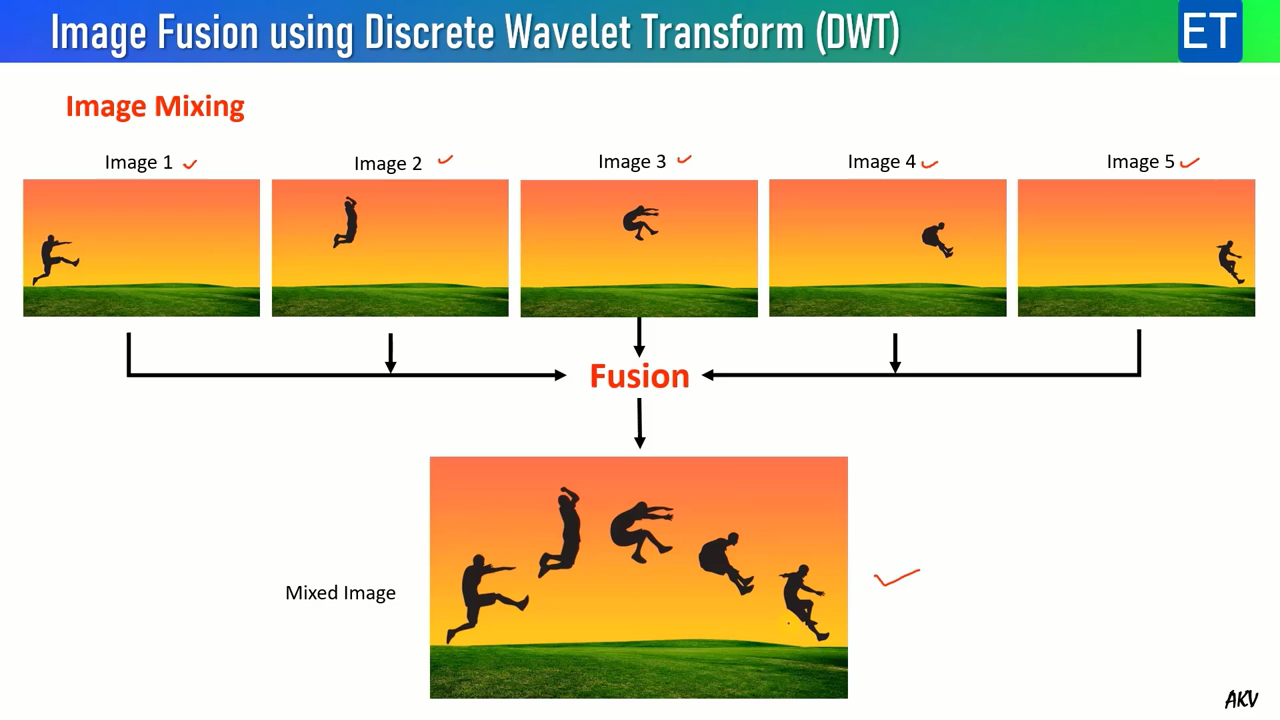 Image Fusion using Discrete Wavelet Transform (DWT)
ET
Image Mixing
Image 1
Image 2
Image 3
Image 4
Image 5
Fusion
Mixed Image
AKV